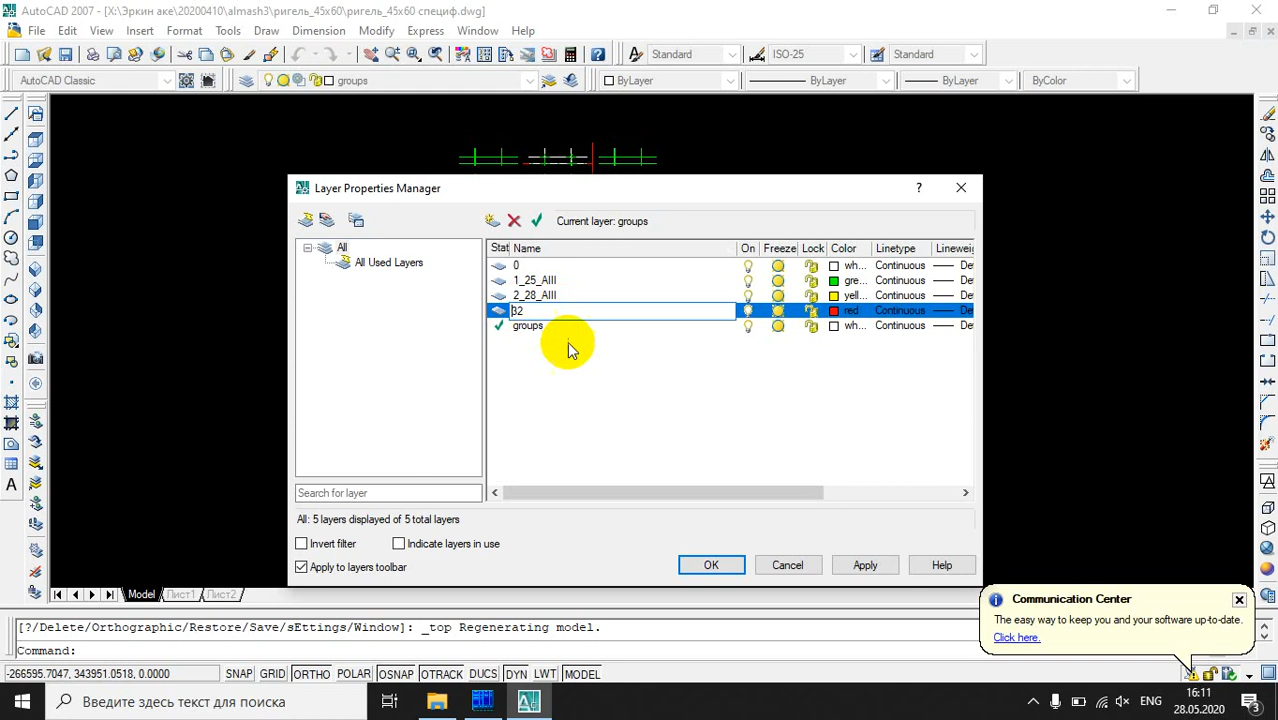 AutoCAD 2007 - [X:\Эркин аке\20200410\almash3\ригель_45x60\ригель_45x60 специф.dwg]
File Edit View Insert Format Tools Draw Dimension Modify Express Window Help
Standard ISO-25 Standard
AutoCAD Classic groups ByLayer ByLayer ByLayer ByColor
Layer Properties Manager
Current layer: groups
Stat Name On Freeze Lock Color Linetype Lineweig
All
All Used Layers
0 wh... Continuous De
1_25_AIII gre... Continuous De
2_28_AIII yell... Continuous De
32 red Continuous De
groups wh... Continuous De
Search for layer
All: 5 layers displayed of 5 total layers
Invert filter Indicate layers in use
Apply to layers toolbar
OK Cancel Apply Help
Model Лист1 Лист2
Communication Center
The easy way to keep you and your software up-to-date.
Click here.
[?/Delete/Orthographic/Restore/Save/sEttings/Window]: _top Regenerating model.
Command:
-266595.7047, 343951.0518, 0.0000 SNAP GRID ORTHO POLAR OSNAP OTRACK DUCS DYN LWT MODEL
Введите здесь текст для поиска
ENG
16:11
28.05.2020
3